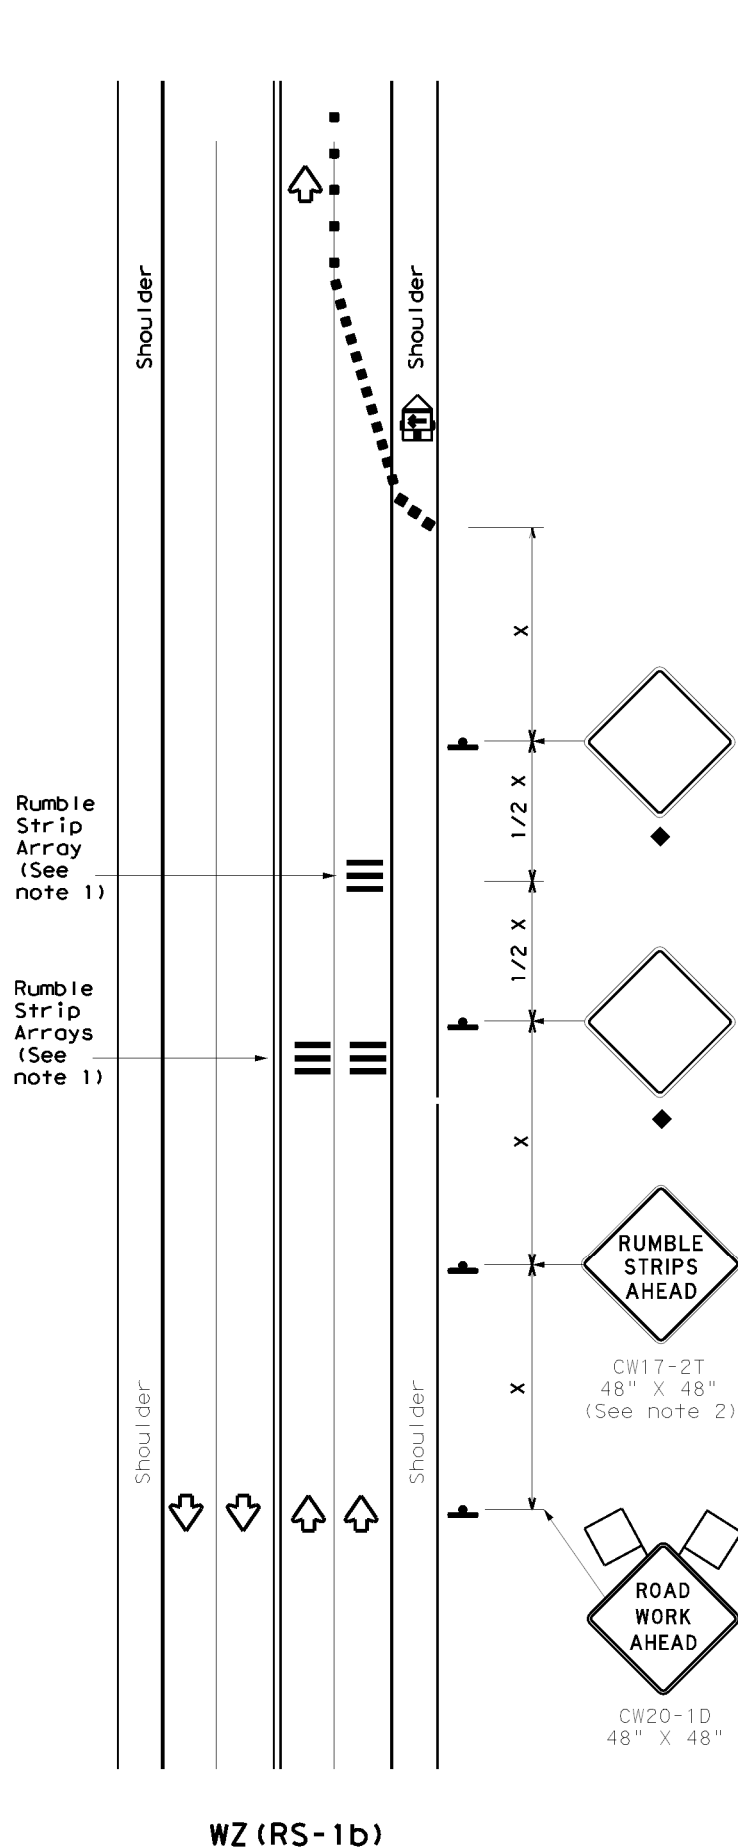 Shoulder
Shoulder
X
1/2 X
Rumble
Strip
Array
(See
note 1)
1/2 X
Rumble
Strip
Arrays
(See
note 1)
X
RUMBLE
STRIPS
AHEAD
CW17-2T
48" X 48"
(See note 2)
X
Shoulder
Shoulder
ROAD
WORK
AHEAD
CW20-1D
48" X 48"
WZ(RS-1b)